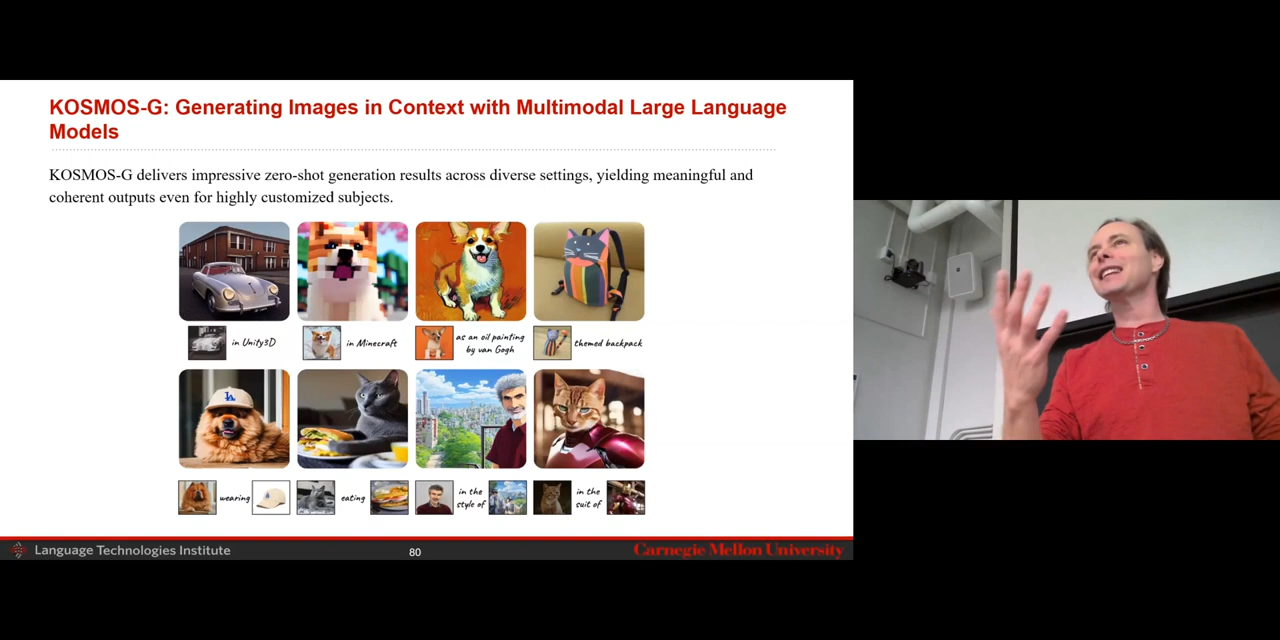 KOSMOS-G: Generating Images in Context with Multimodal Large Language
Models
KOSMOS-G delivers impressive zero-shot generation results across diverse settings, yielding meaningful and
coherent outputs even for highly customized subjects.
in Unity3D
in Minecraft
as an oil painting
by van Gogh
themed backpack
LA
wearing
eating
in the
style of
in the
suit of
Language Technologies Institute
80
Carnegie Mellon University